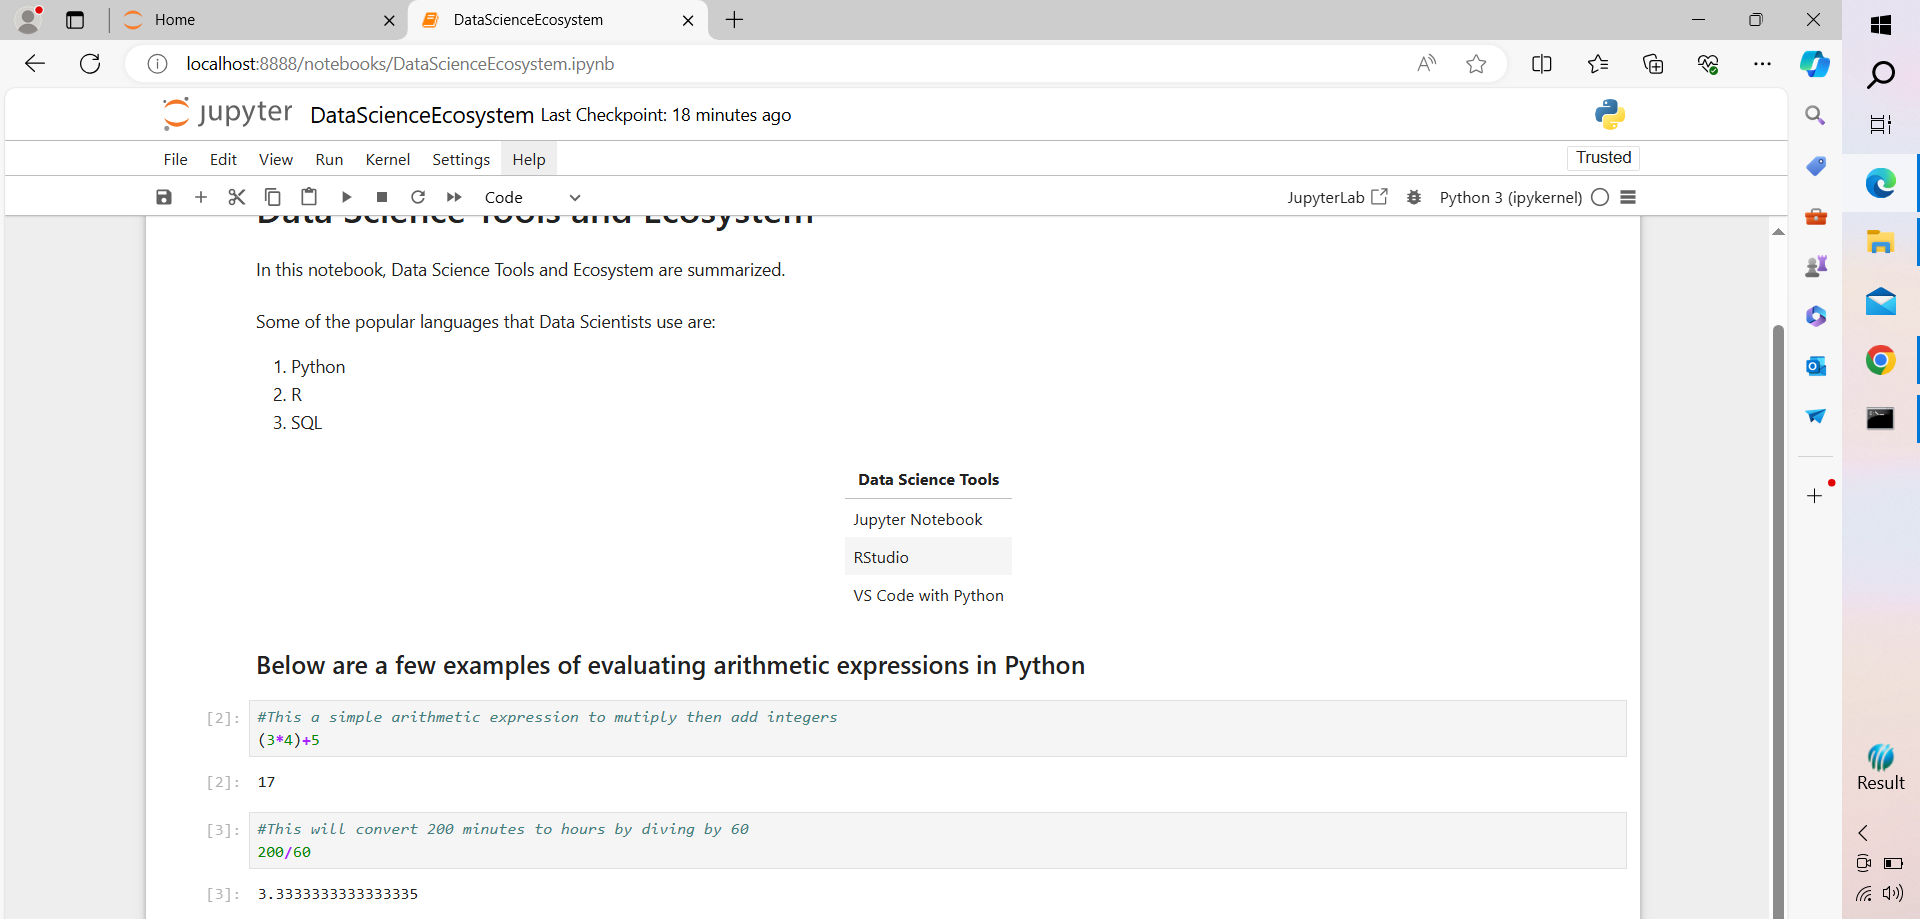 Home
DataScienceEcosystem
localhost:8888/notebooks/DataScienceEcosystem.ipynb
jupyter DataScienceEcosystem Last Checkpoint: 18 minutes ago
File Edit View Run Kernel Settings Help
Trusted
Code
JupyterLab
Python 3 (ipykernel)
Data Science Tools and Ecosystem
In this notebook, Data Science Tools and Ecosystem are summarized.
Some of the popular languages that Data Scientists use are:
1. Python
2. R
3. SQL
Data Science Tools
Jupyter Notebook
RStudio
VS Code with Python
Below are a few examples of evaluating arithmetic expressions in Python
[2]: #This a simple arithmetic expression to mutiply then add integers
(3*4)+5
[2]: 17
[3]: #This will convert 200 minutes to hours by diving by 60
200/60
[3]: 3.3333333333333335
Result